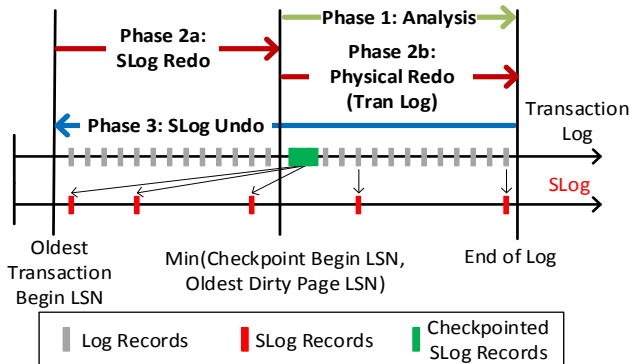 Phase 1: Analysis
Phase 2a:
SLog Redo
Phase 2b:
Physical Redo
(Tran Log)
Phase 3: SLog Undo
Transaction
Log
SLog
Oldest
Transaction
Begin LSN
Min(Checkpoint Begin LSN,
Oldest Dirty Page LSN)
End of Log
Log Records
SLog Records
Checkpointed
SLog Records